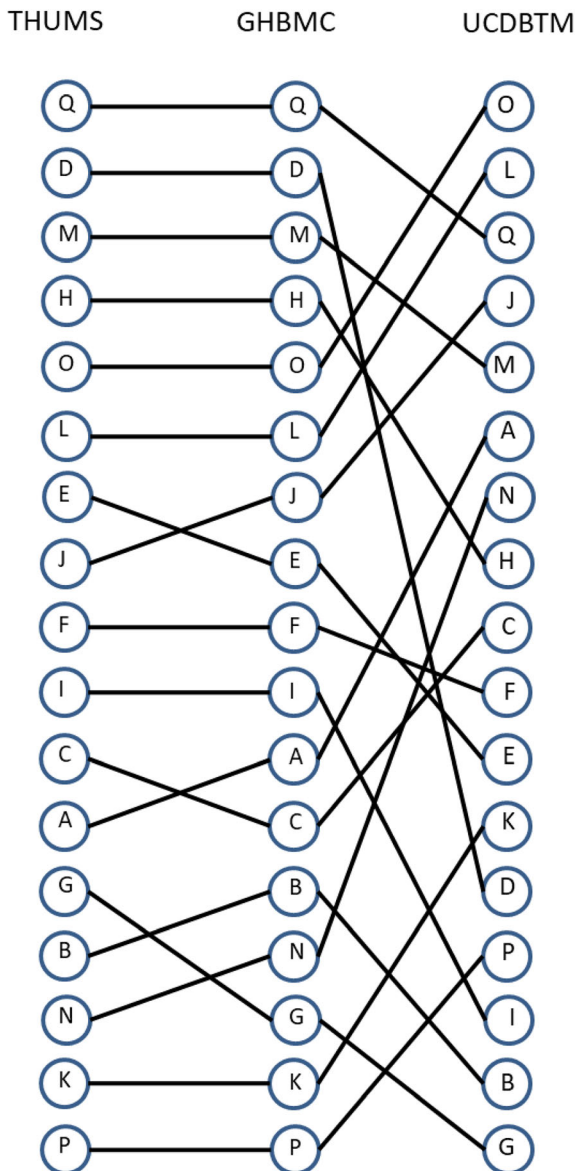 THUMS GHBMC UCDBTM
Q Q O
D D L
M M Q
H H J
O O M
L L A
E J N
J E H
F F C
I I F
C A E
A C K
G B D
B N P
N G I
K K B
P P G